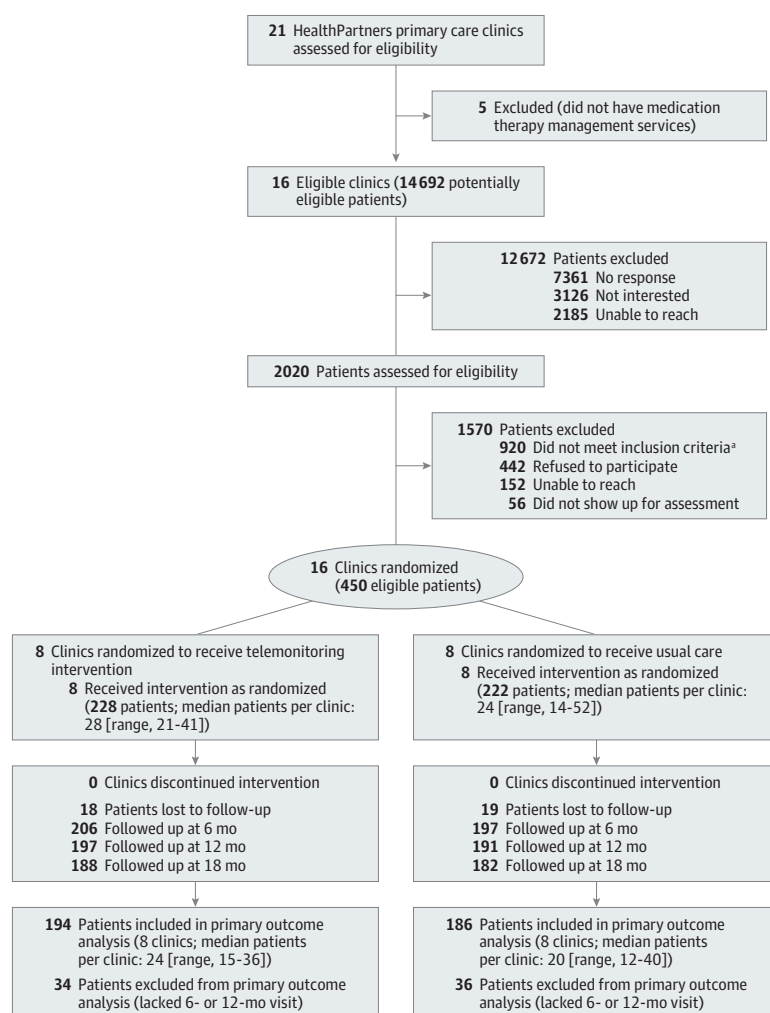 21 HealthPartners primary care clinics
assessed for eligibility
5 Excluded (did not have medication
therapy management services)
16 Eligible clinics (14 692 potentially
eligible patients)
12 672 Patients excluded
7361 No response
3126 Not interested
2185 Unable to reach
2020 Patients assessed for eligibility
1570 Patients excluded
920 Did not meet inclusion criteriaᵃ
442 Refused to participate
152 Unable to reach
56 Did not show up for assessment
16 Clinics randomized
(450 eligible patients)
8 Clinics randomized to receive telemonitoring
intervention
8 Received intervention as randomized
(228 patients; median patients per clinic:
28 [range, 21-41])
8 Clinics randomized to receive usual care
8 Received intervention as randomized
(222 patients; median patients per clinic:
24 [range, 14-52])
0 Clinics discontinued intervention
18 Patients lost to follow-up
206 Followed up at 6 mo
197 Followed up at 12 mo
188 Followed up at 18 mo
0 Clinics discontinued intervention
19 Patients lost to follow-up
197 Followed up at 6 mo
191 Followed up at 12 mo
182 Followed up at 18 mo
194 Patients included in primary outcome
analysis (8 clinics; median patients
per clinic: 24 [range, 15-36])
34 Patients excluded from primary outcome
analysis (lacked 6- or 12-mo visit)
186 Patients included in primary outcome
analysis (8 clinics; median patients
per clinic: 20 [range, 12-40])
36 Patients excluded from primary outcome
analysis (lacked 6- or 12-mo visit)